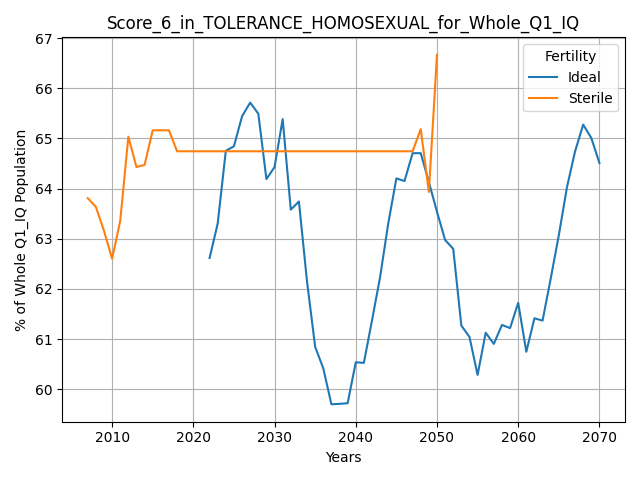 Score_6_in_TOLERANCE_HOMOSEXUAL_for_Whole_Q1_IQ
67
66
65
64
63
62
61
60
% of Whole Q1_IQ Population
Fertility
Ideal
Sterile
2010 2020 2030 2040 2050 2060 2070
Years